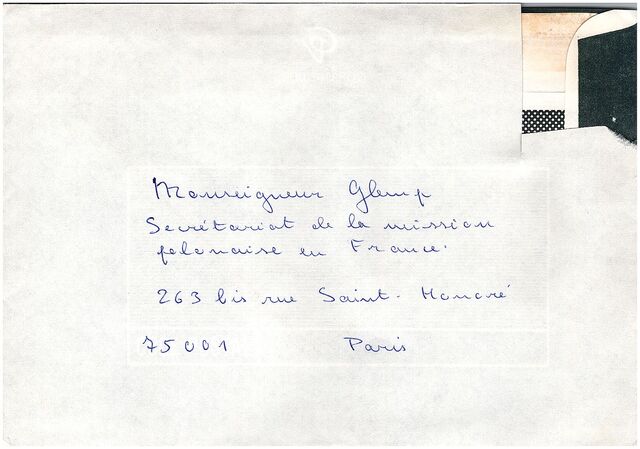 Monseigneur Glemp
Secrétariat de la mission
polonaise en France.
263 bis rue Saint-Honoré
75001 Paris